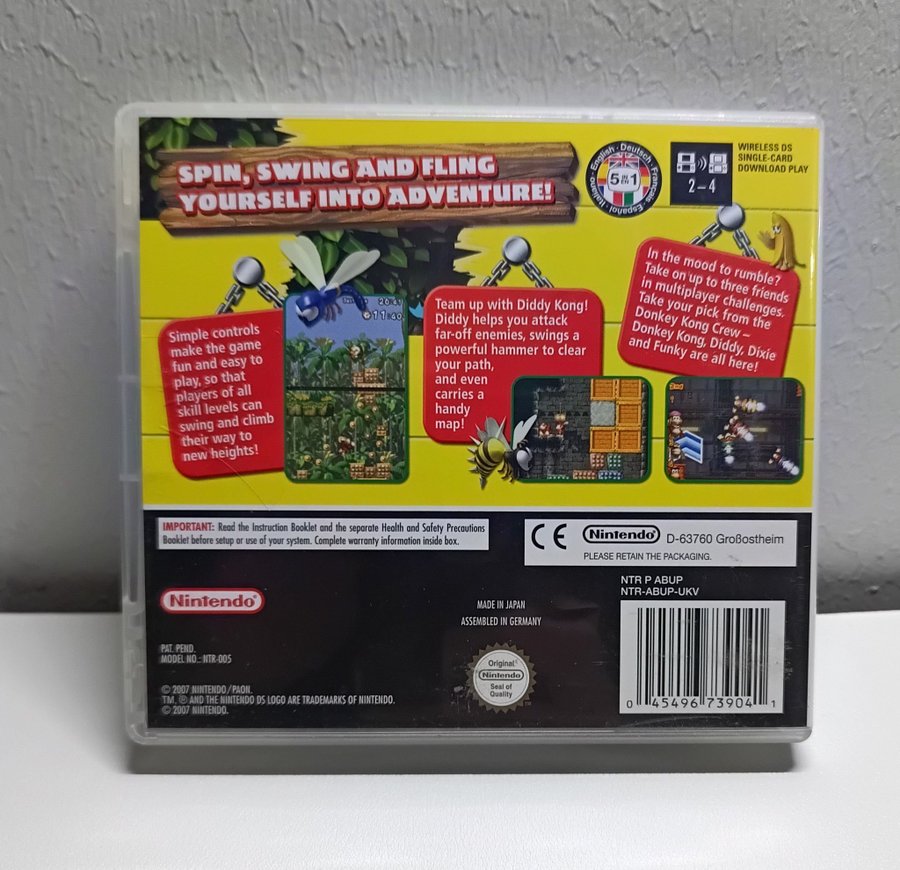 SPIN, SWING AND FLING
YOURSELF INTO ADVENTURE!
English · Deutsch · Français · Español · Italiano
5 IN EN 1
2–4
WIRELESS DS
SINGLE-CARD
DOWNLOAD PLAY
Simple controls
make the game
fun and easy to
play, so that
players of all
skill levels can
swing and climb
their way to
new heights!
Team up with Diddy Kong!
Diddy helps you attack
far-off enemies, swings a
powerful hammer to clear
your path,
and even
carries a
handy
map!
In the mood to rumble?
Take on up to three friends
in multiplayer challenges.
Take your pick from the
Donkey Kong Crew –
Donkey Kong, Diddy, Dixie
and Funky are all here!
IMPORTANT: Read the Instruction Booklet and the separate Health and Safety Precautions
Booklet before setup or use of your system. Complete warranty information inside box.
CE Nintendo D-63760 Großostheim
PLEASE RETAIN THE PACKAGING.
NTR P ABUP
NTR-ABUP-UKV
Nintendo®
MADE IN JAPAN
ASSEMBLED IN GERMANY
PAT. PEND.
MODEL NO.: NTR-005
Original
Nintendo
Seal of
Quality
© 2007 NINTENDO/PAON.
TM, ® AND THE NINTENDO DS LOGO ARE TRADEMARKS OF NINTENDO.
© 2007 NINTENDO.
0 45496 73904 1